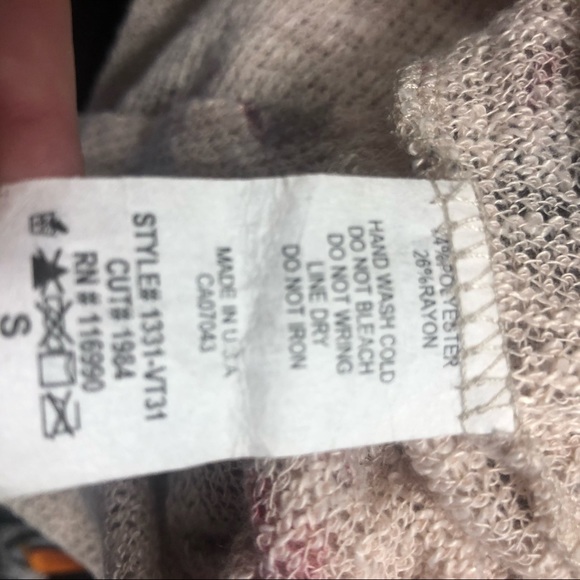 4%POLYESTER
26%RAYON
HAND WASH COLD
DO NOT BLEACH
DO NOT WRING
LINE DRY
DO NOT IRON
MADE IN U.S.A
CA07043
STYLE# 1331-VT31
CUT# 1984
RN # 116990
S